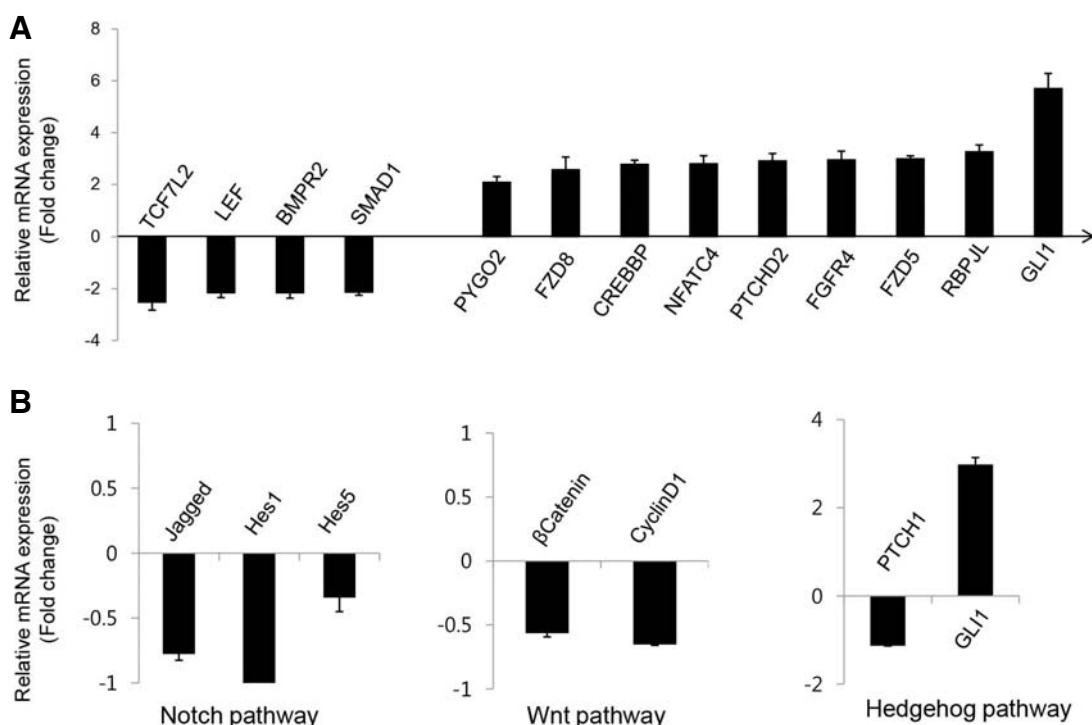 A
Relative mRNA expression
(Fold change)
8
6
4
2
0
-2
-4
TCF7L2
LEF
BMPR2
SMAD1
PYGO2
FZD8
CREBBP
NFATC4
PTCHD2
FGFR4
FZD5
RBPJL
GLI1
B
Relative mRNA expression
(Fold change)
1
0.5
0
-0.5
-1
Jagged
Hes1
Hes5
Notch pathway
1
0.5
0
-0.5
-1
βCatenin
CyclinD1
Wnt pathway
4
2
0
-2
PTCH1
GLI1
Hedgehog pathway